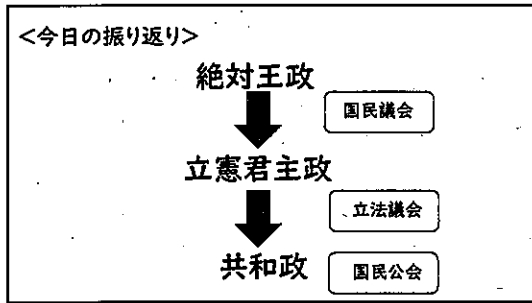 <今日の振り返り>
絶対王政
国民議会
立憲君主政
立法議会
共和政
国民公会